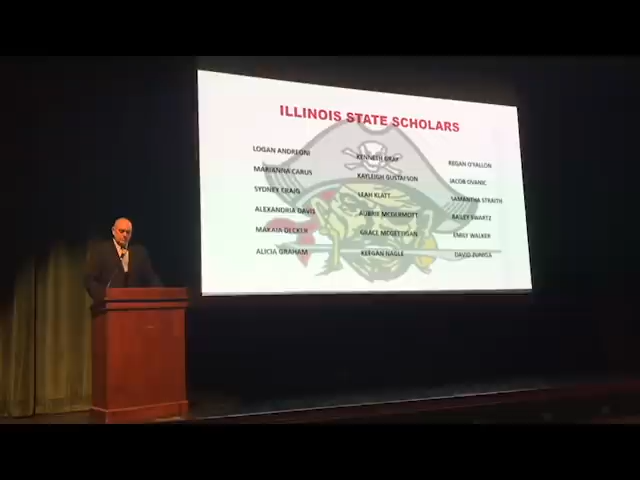 ILLINOIS STATE SCHOLARS
LOGAN ANDREONI
MARIANNA CARUS
SYDNEY CRAIG
ALEXANDRIA DAVIS
MAKAIA DECKER
ALICIA GRAHAM
KENNETH GRAY
KAYLEIGH GUSTAFSON
LEAH KLATT
AUBRIE MCDERMOTT
GRACE MCGETTIGAN
KEEGAN NAGLE
REGAN O'FALLON
JACOB OVANIC
SAMANTHA STRAITH
BAILEY SWARTZ
EMILY WALKER
DAVID ZUNIGA